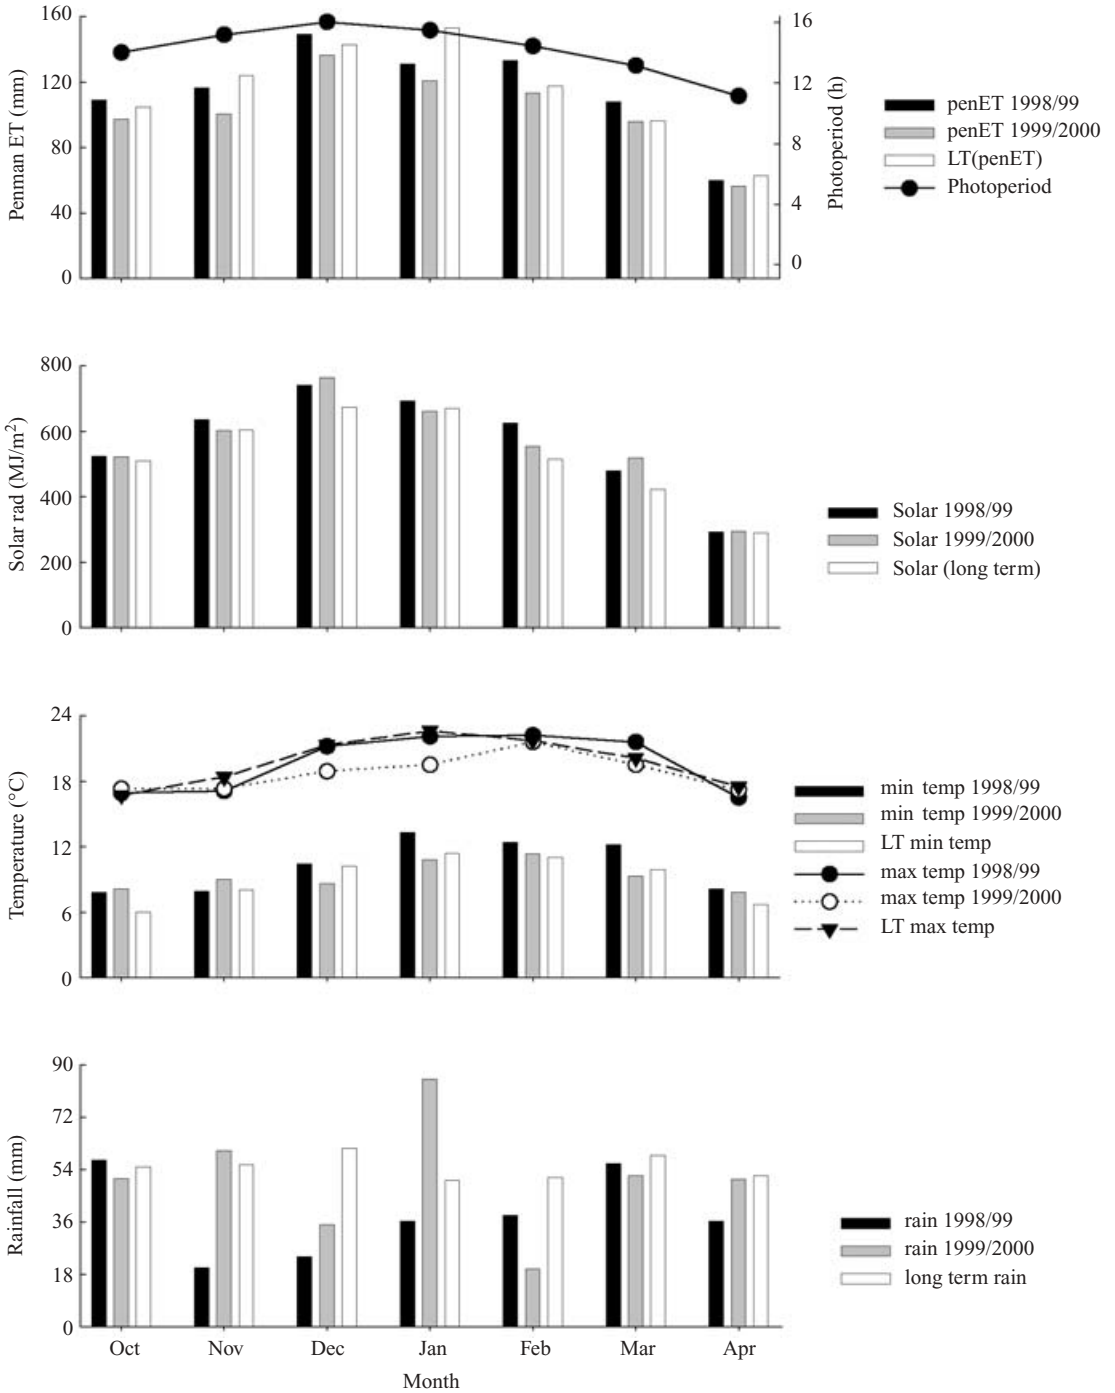 160
120
80
40
0
Penman ET (mm)
16
12
8
4
0
Photoperiod (h)
penET 1998/99
penET 1999/2000
LT(penET)
Photoperiod
800
600
400
200
0
Solar rad (MJ/m²)
Solar 1998/99
Solar 1999/2000
Solar (long term)
24
18
12
6
0
Temperature (°C)
min temp 1998/99
min temp 1999/2000
LT min temp
max temp 1998/99
max temp 1999/2000
LT max temp
90
72
54
36
18
0
Rainfall (mm)
rain 1998/99
rain 1999/2000
long term rain
Oct Nov Dec Jan Feb Mar Apr
Month